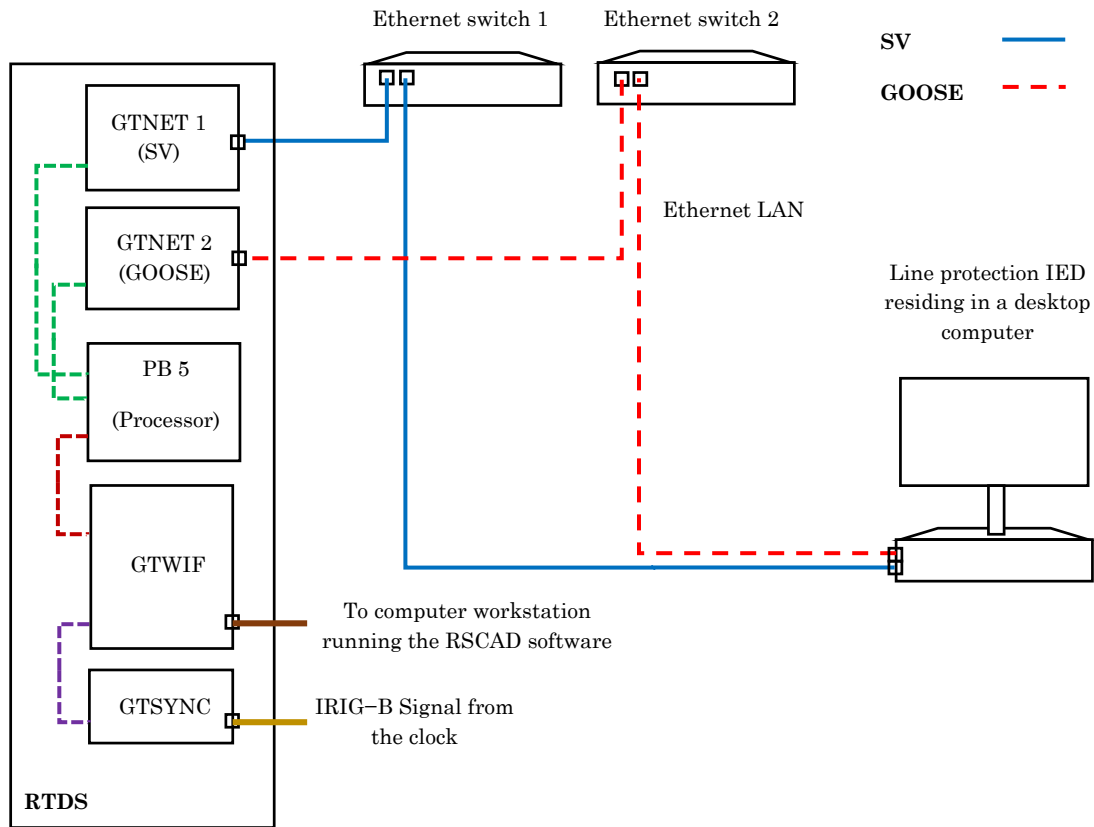 Ethernet switch 1
Ethernet switch 2
SV
GOOSE
GTNET 1
(SV)
GTNET 2
(GOOSE)
Ethernet LAN
Line protection IED
residing in a desktop
computer
PB 5
(Processor)
GTWIF
To computer workstation
running the RSCAD software
GTSYNC
IRIG−B Signal from
the clock
RTDS